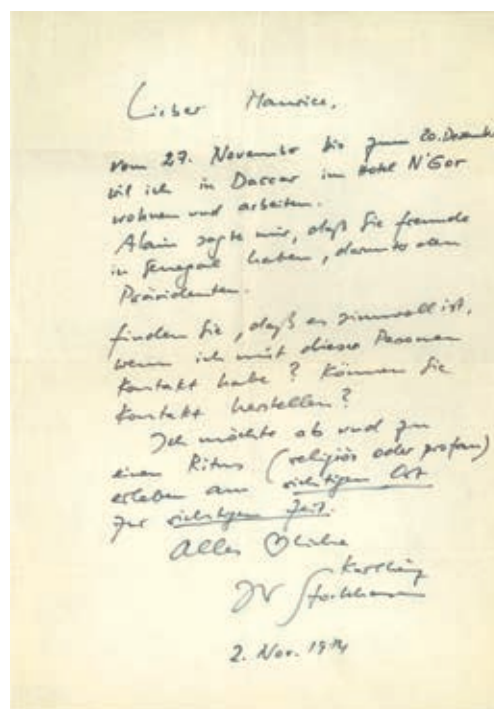 Lieber Maurice,
vom 27. November bis zum 20. Dezember
will ich in Daccar im Hotel N'Gor
wohnen und arbeiten.
Alain sagte mir, daß Sie Freunde
in Senegal haben, darunter den
Präsidenten.
finden Sie, daß es sinnvoll ist,
wenn ich mit diesen Personen
Kontakt habe? Können Sie
Kontakt herstellen?
Ich möchte ab und zu
einen Ritus (religiös oder profan)
erleben am richtigen Ort
zur richtigen Zeit.
Alles ♡liche
Ihr Karlheinz
Stockhausen
2. Nov. 1974